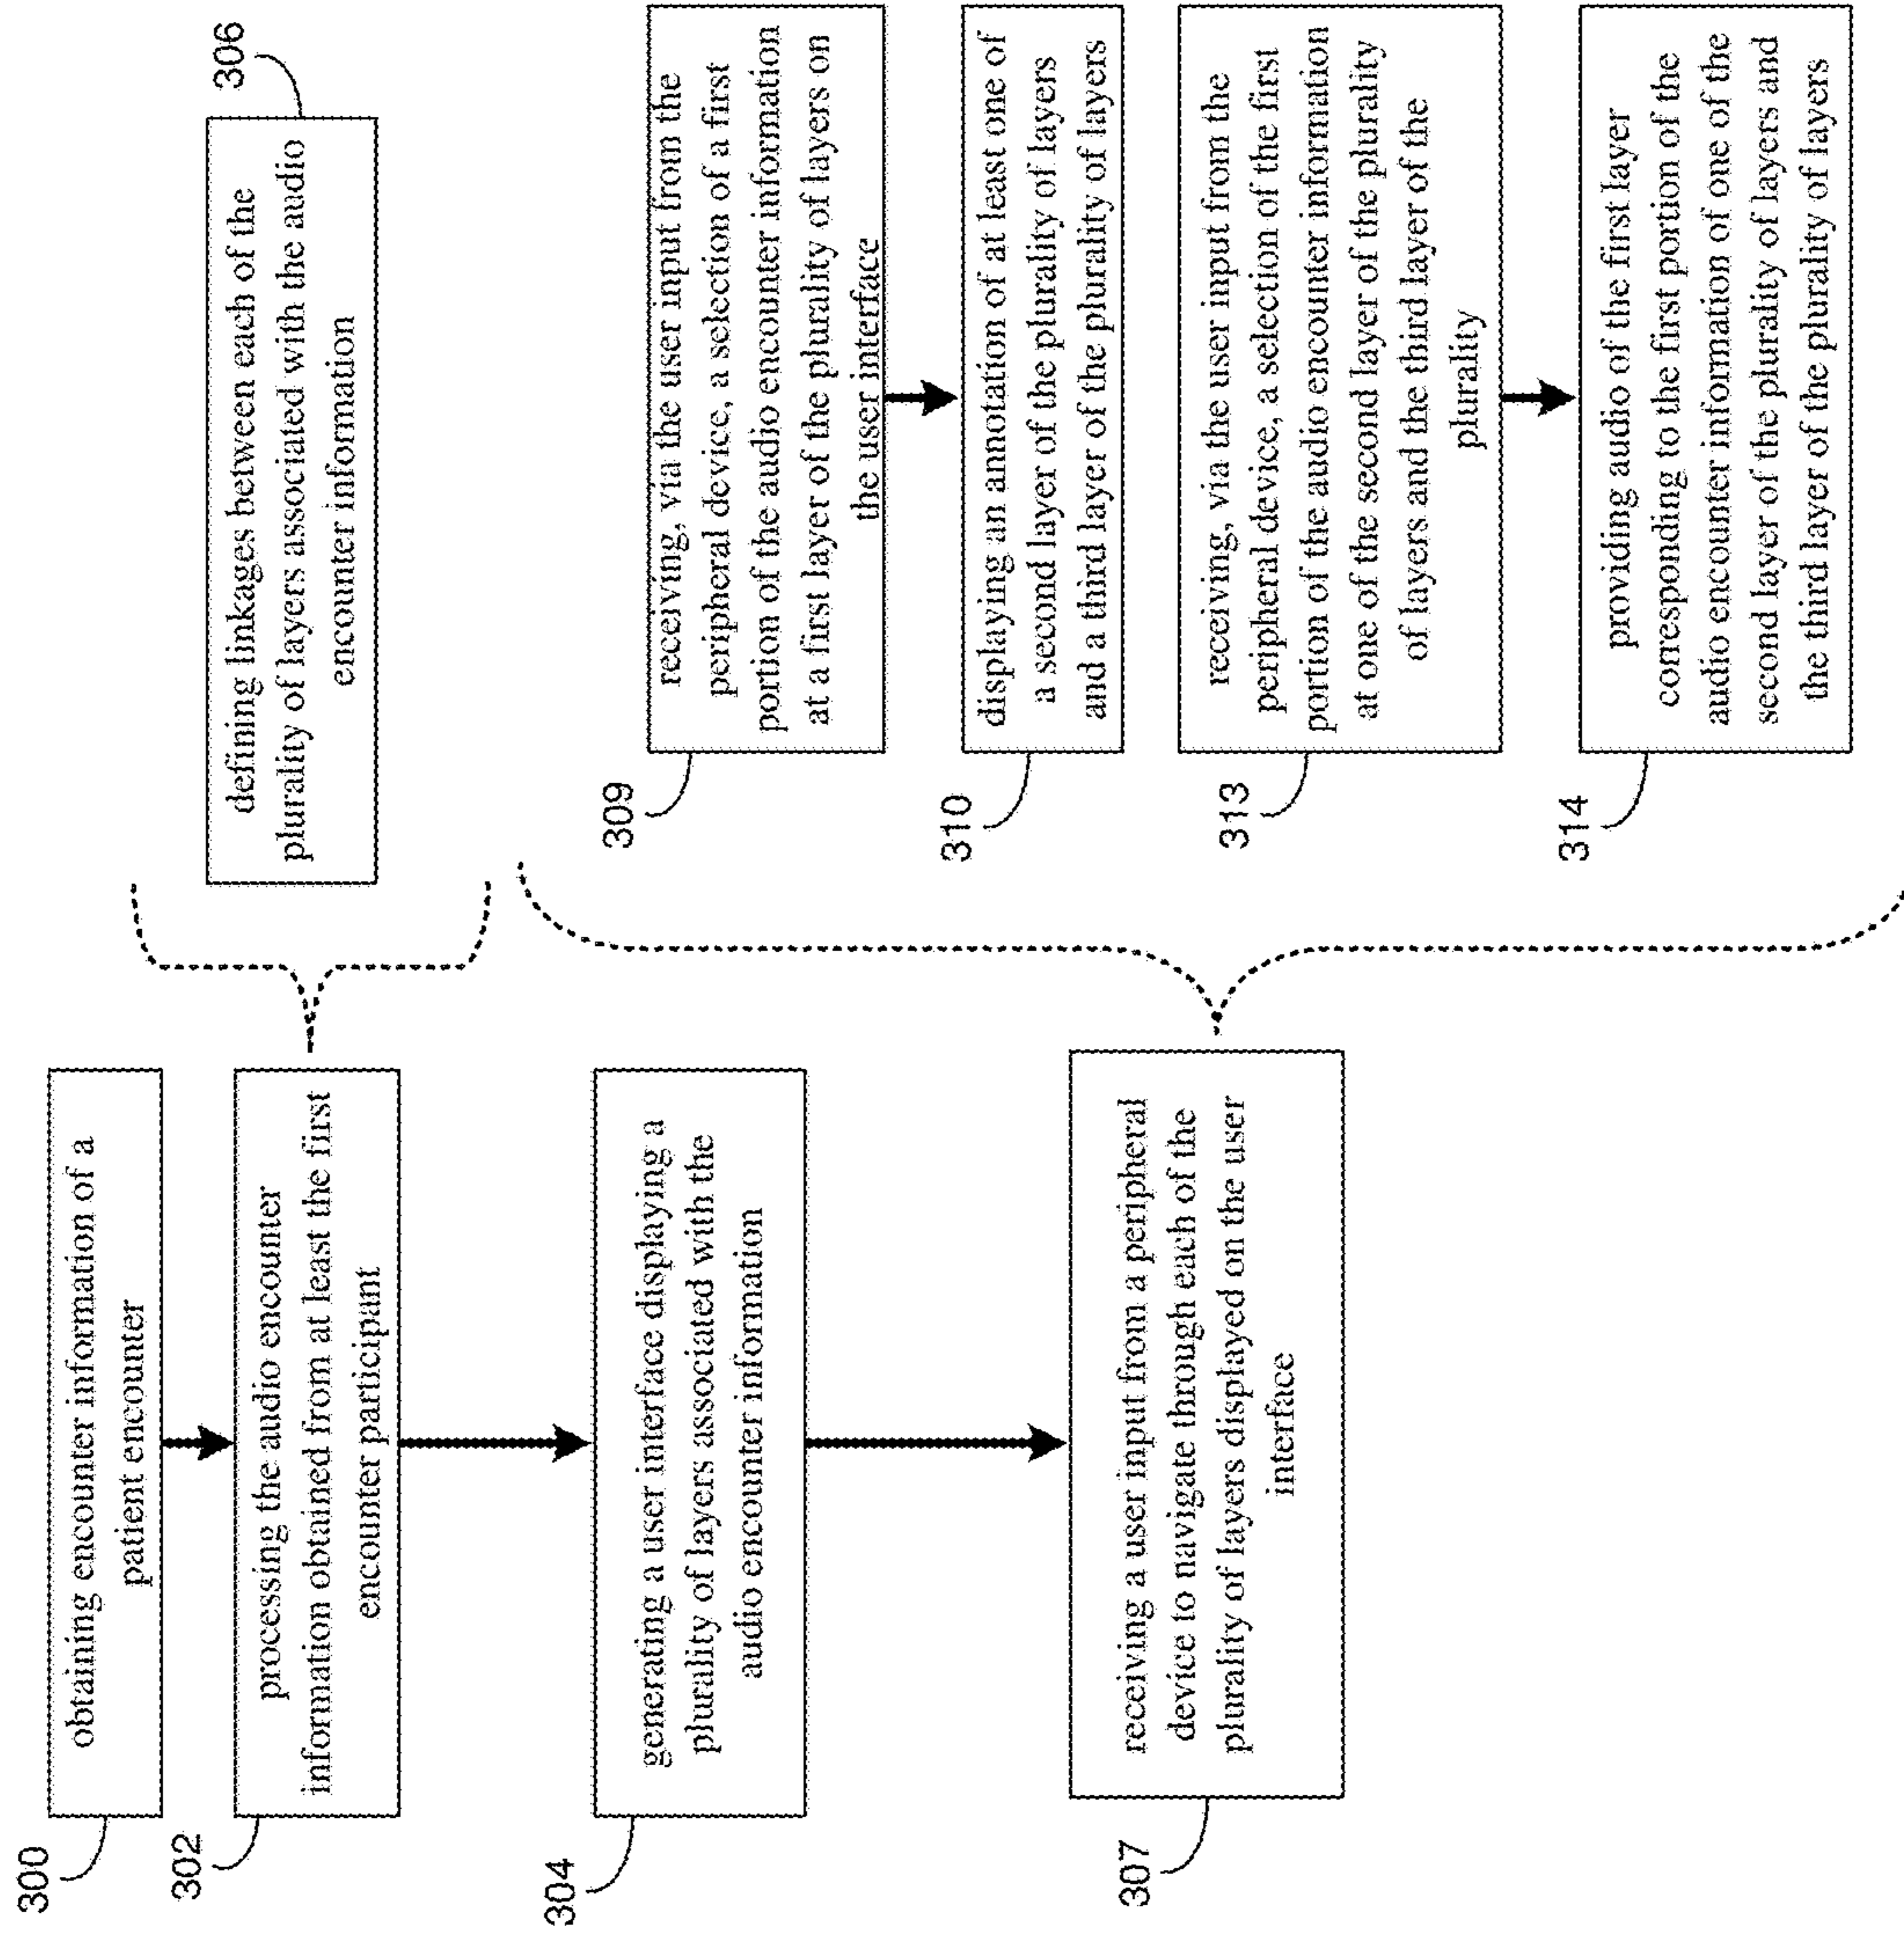 300
obtaining encounter information of a
patient encounter
302
processing the audio encounter
information obtained from at least the first
encounter participant
306
defining linkages between each of the
plurality of layers associated with the audio
encounter information
304
generating a user interface displaying a
plurality of layers associated with the
audio encounter information
307
receiving a user input from a peripheral
device to navigate through each of the
plurality of layers displayed on the user
interface
309
receiving, via the user input from the
peripheral device, a selection of a first
portion of the audio encounter information
at a first layer of the plurality of layers on
the user interface
310
displaying an annotation of at least one of
a second layer of the plurality of layers
and a third layer of the plurality of layers
313
receiving, via the user input from the
peripheral device, a selection of the first
portion of the audio encounter information
at one of the second layer of the plurality
of layers and the third layer of the
plurality
314
providing audio of the first layer
corresponding to the first portion of the
audio encounter information of one of the
second layer of the plurality of layers and
the third layer of the plurality of layers